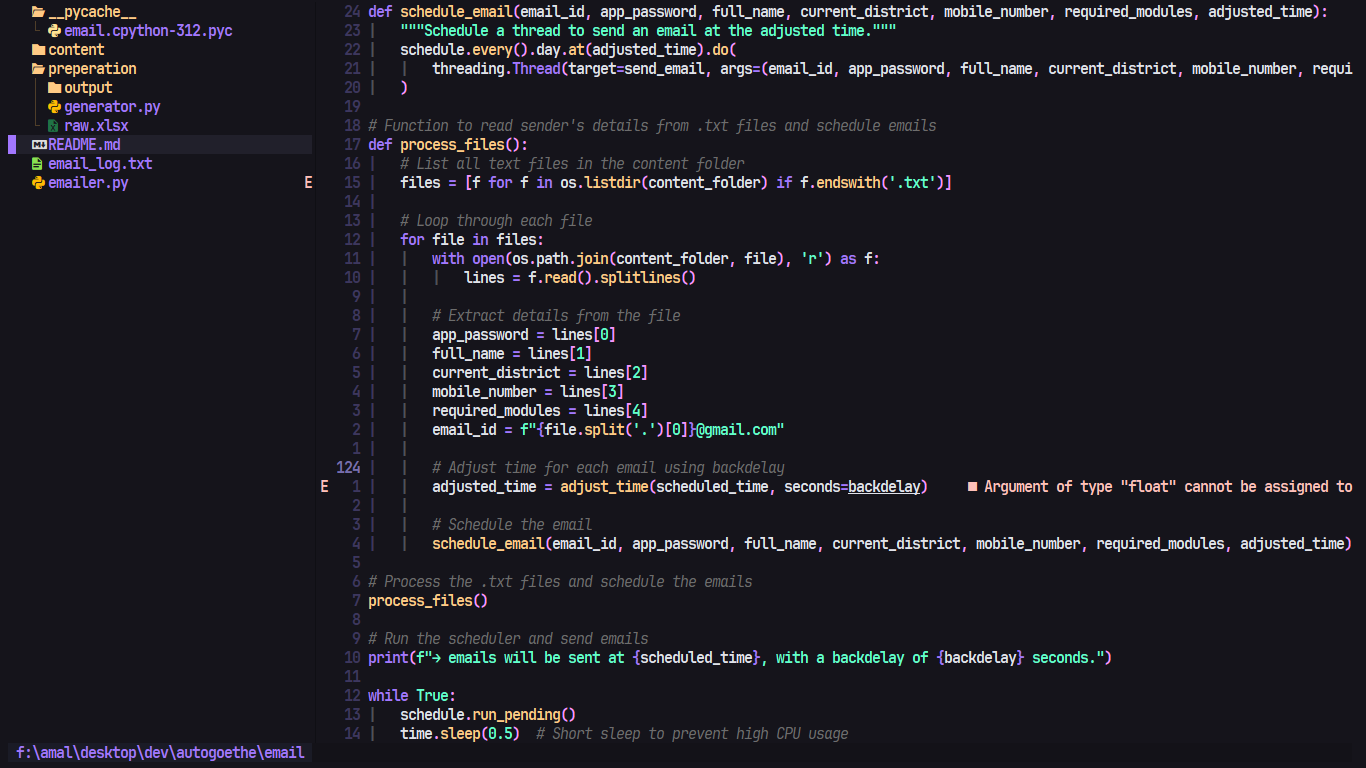 __pycache__
email.cpython-312.pyc
content
preperation
output
generator.py
raw.xlsx
README.md
email_log.txt
emailer.py E
f:\amal\desktop\dev\autogoethe\email
24 def schedule_email(email_id, app_password, full_name, current_district, mobile_number, required_modules, adjusted_time):
23 """Schedule a thread to send an email at the adjusted time."""
22 schedule.every().day.at(adjusted_time).do(
21 threading.Thread(target=send_email, args=(email_id, app_password, full_name, current_district, mobile_number, requi
20 )
19
18 # Function to read sender's details from .txt files and schedule emails
17 def process_files():
16 # List all text files in the content folder
15 files = [f for f in os.listdir(content_folder) if f.endswith('.txt')]
14
13 # Loop through each file
12 for file in files:
11 with open(os.path.join(content_folder, file), 'r') as f:
10 lines = f.read().splitlines()
9
8 # Extract details from the file
7 app_password = lines[0]
6 full_name = lines[1]
5 current_district = lines[2]
4 mobile_number = lines[3]
3 required_modules = lines[4]
2 email_id = f"{file.split('.')[0]}@gmail.com"
1
124 # Adjust time for each email using backdelay
E 1 adjusted_time = adjust_time(scheduled_time, seconds=backdelay) ■ Argument of type "float" cannot be assigned to
2
3 # Schedule the email
4 schedule_email(email_id, app_password, full_name, current_district, mobile_number, required_modules, adjusted_time)
5
6 # Process the .txt files and schedule the emails
7 process_files()
8
9 # Run the scheduler and send emails
10 print(f"→ emails will be sent at {scheduled_time}, with a backdelay of {backdelay} seconds.")
11
12 while True:
13 schedule.run_pending()
14 time.sleep(0.5) # Short sleep to prevent high CPU usage